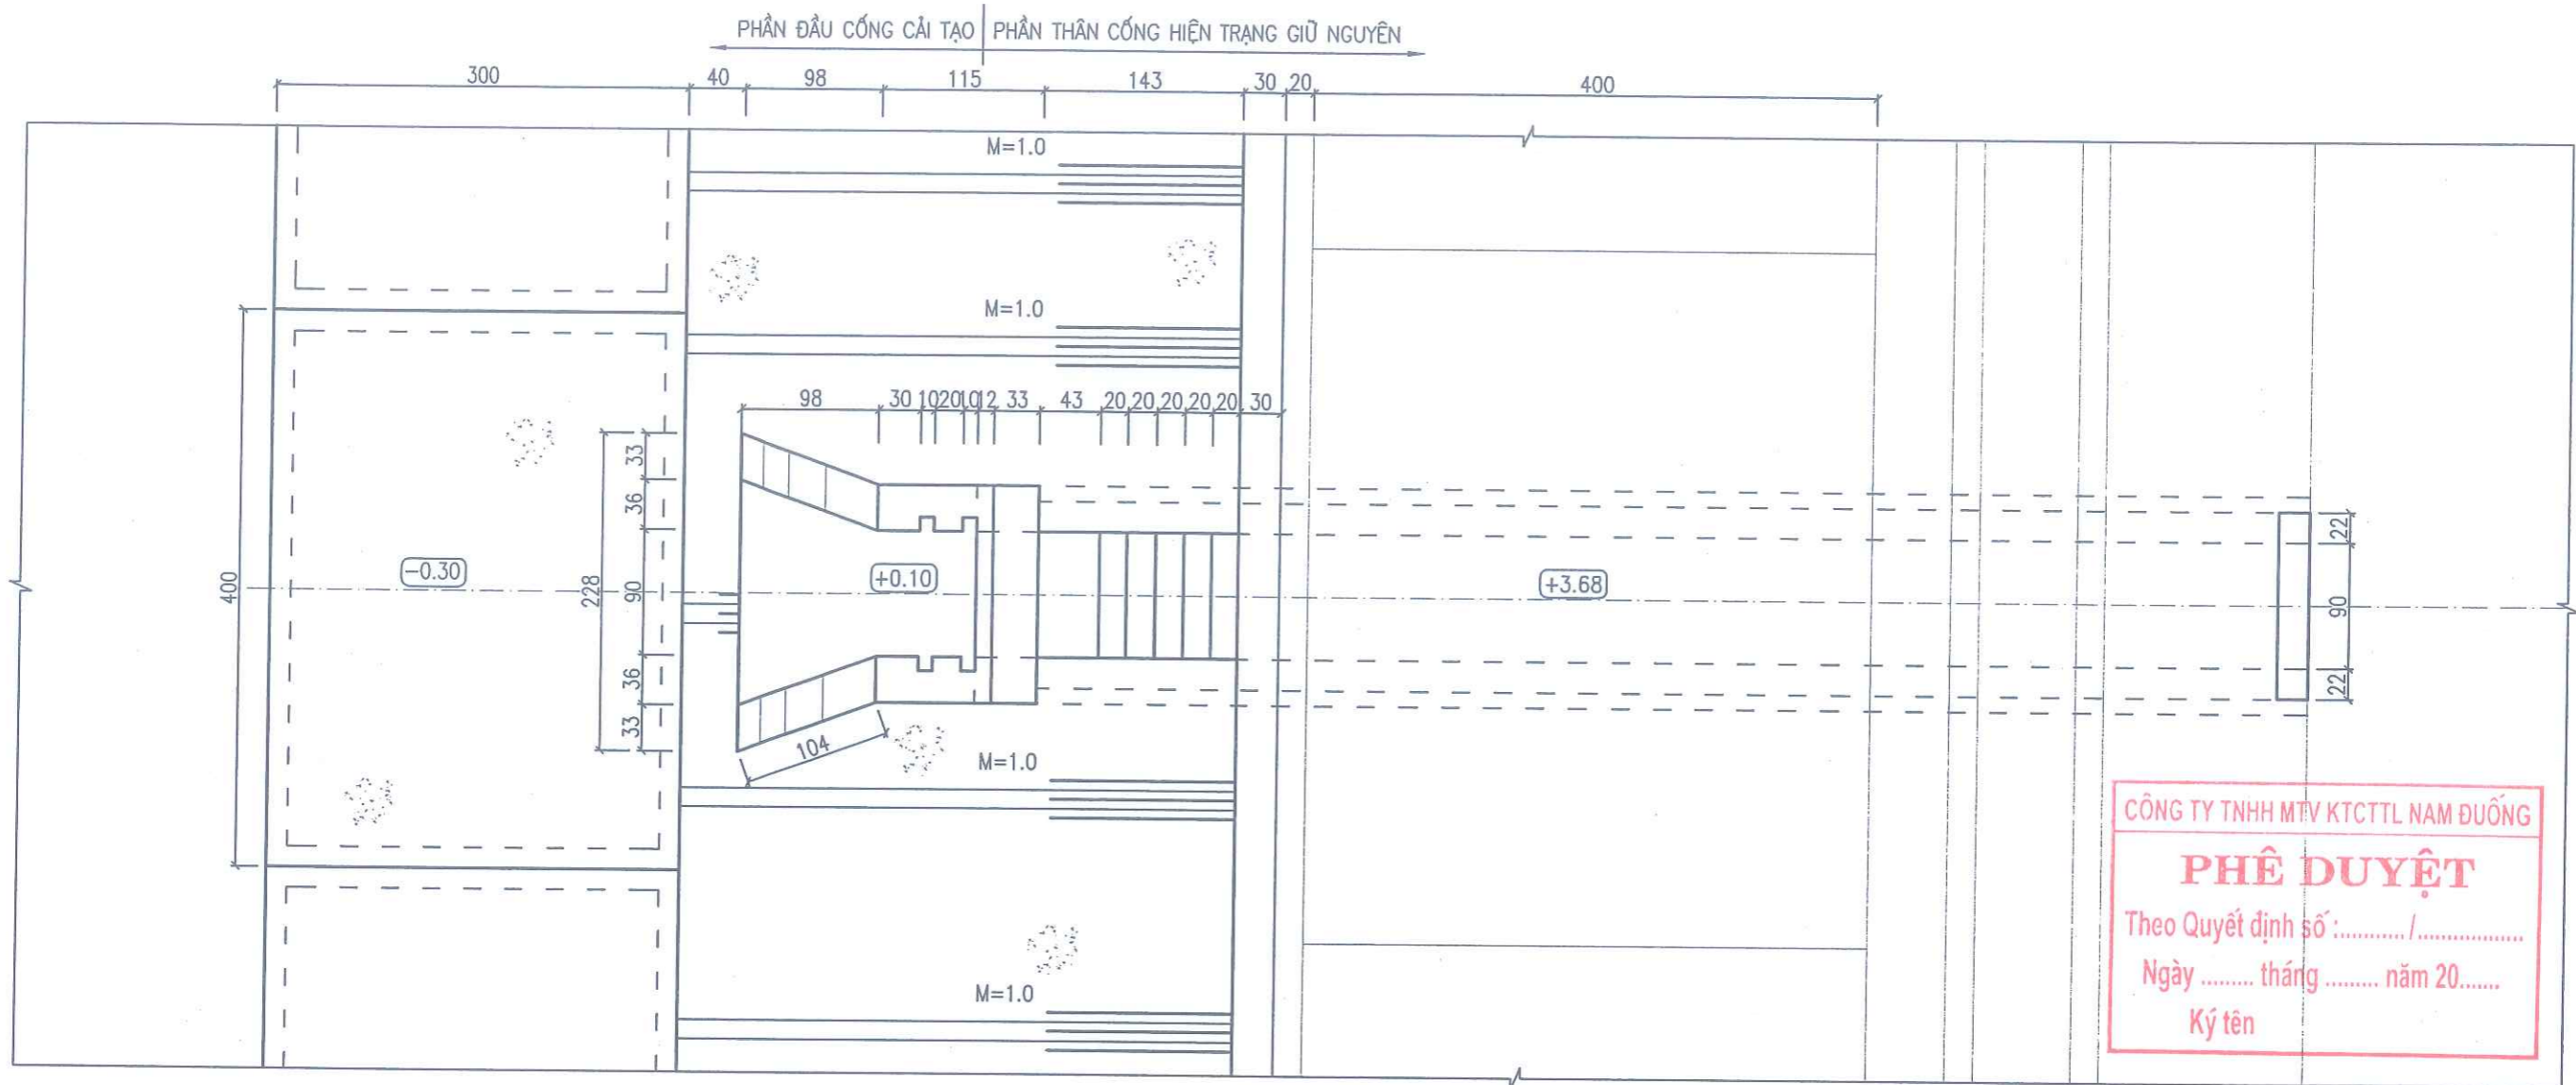 PHẦN ĐẦU CỐNG CẢI TẠO PHẦN THÂN CỐNG HIỆN TRẠNG GIỮ NGUYÊN
300 40 98 115 143 30 20 400
M=1.0
M=1.0
98 30 10 20 10 12 33 43 20 20 20 20 20 30
33
36
90
36
33
228
400
-0.30
+0.10
+3.68
22
90
22
104
M=1.0
M=1.0
CÔNG TY TNHH MTV KTCTTL NAM ĐUỐNG
PHÊ DUYỆT
Theo Quyết định số :.........../..................
Ngày ......... tháng ......... năm 20.......
Ký tên